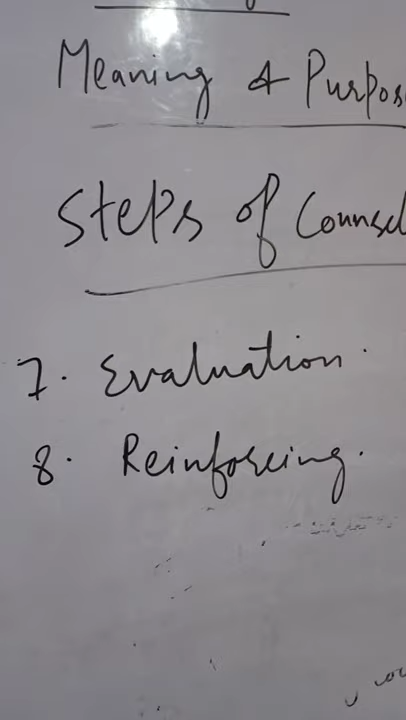 Meaning & Purpos
Steps of Counsel
7. Evaluation.
8. Reinforcing.